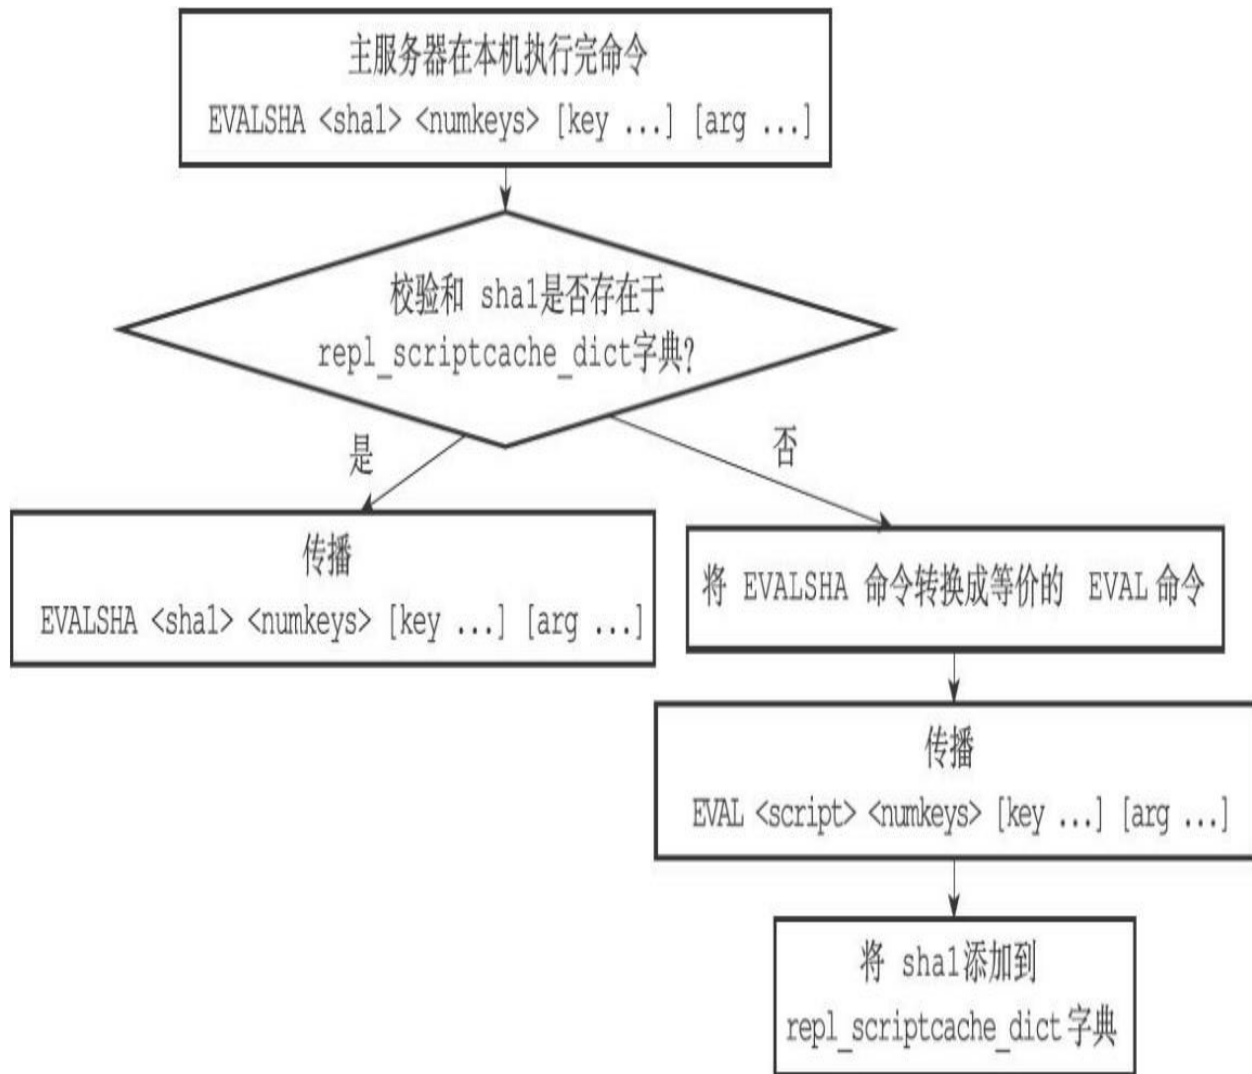 主服务器在本机执行完命令
EVALSHA <sha1> <numkeys> [key ...] [arg ...]
校验和 sha1是否存在于
repl_scriptcache_dict字典?
是
否
传播
EVALSHA <sha1> <numkeys> [key ...] [arg ...]
将 EVALSHA 命令转换成等价的 EVAL 命令
传播
EVAL <script> <numkeys> [key ...] [arg ...]
将 sha1添加到
repl_scriptcache_dict 字典